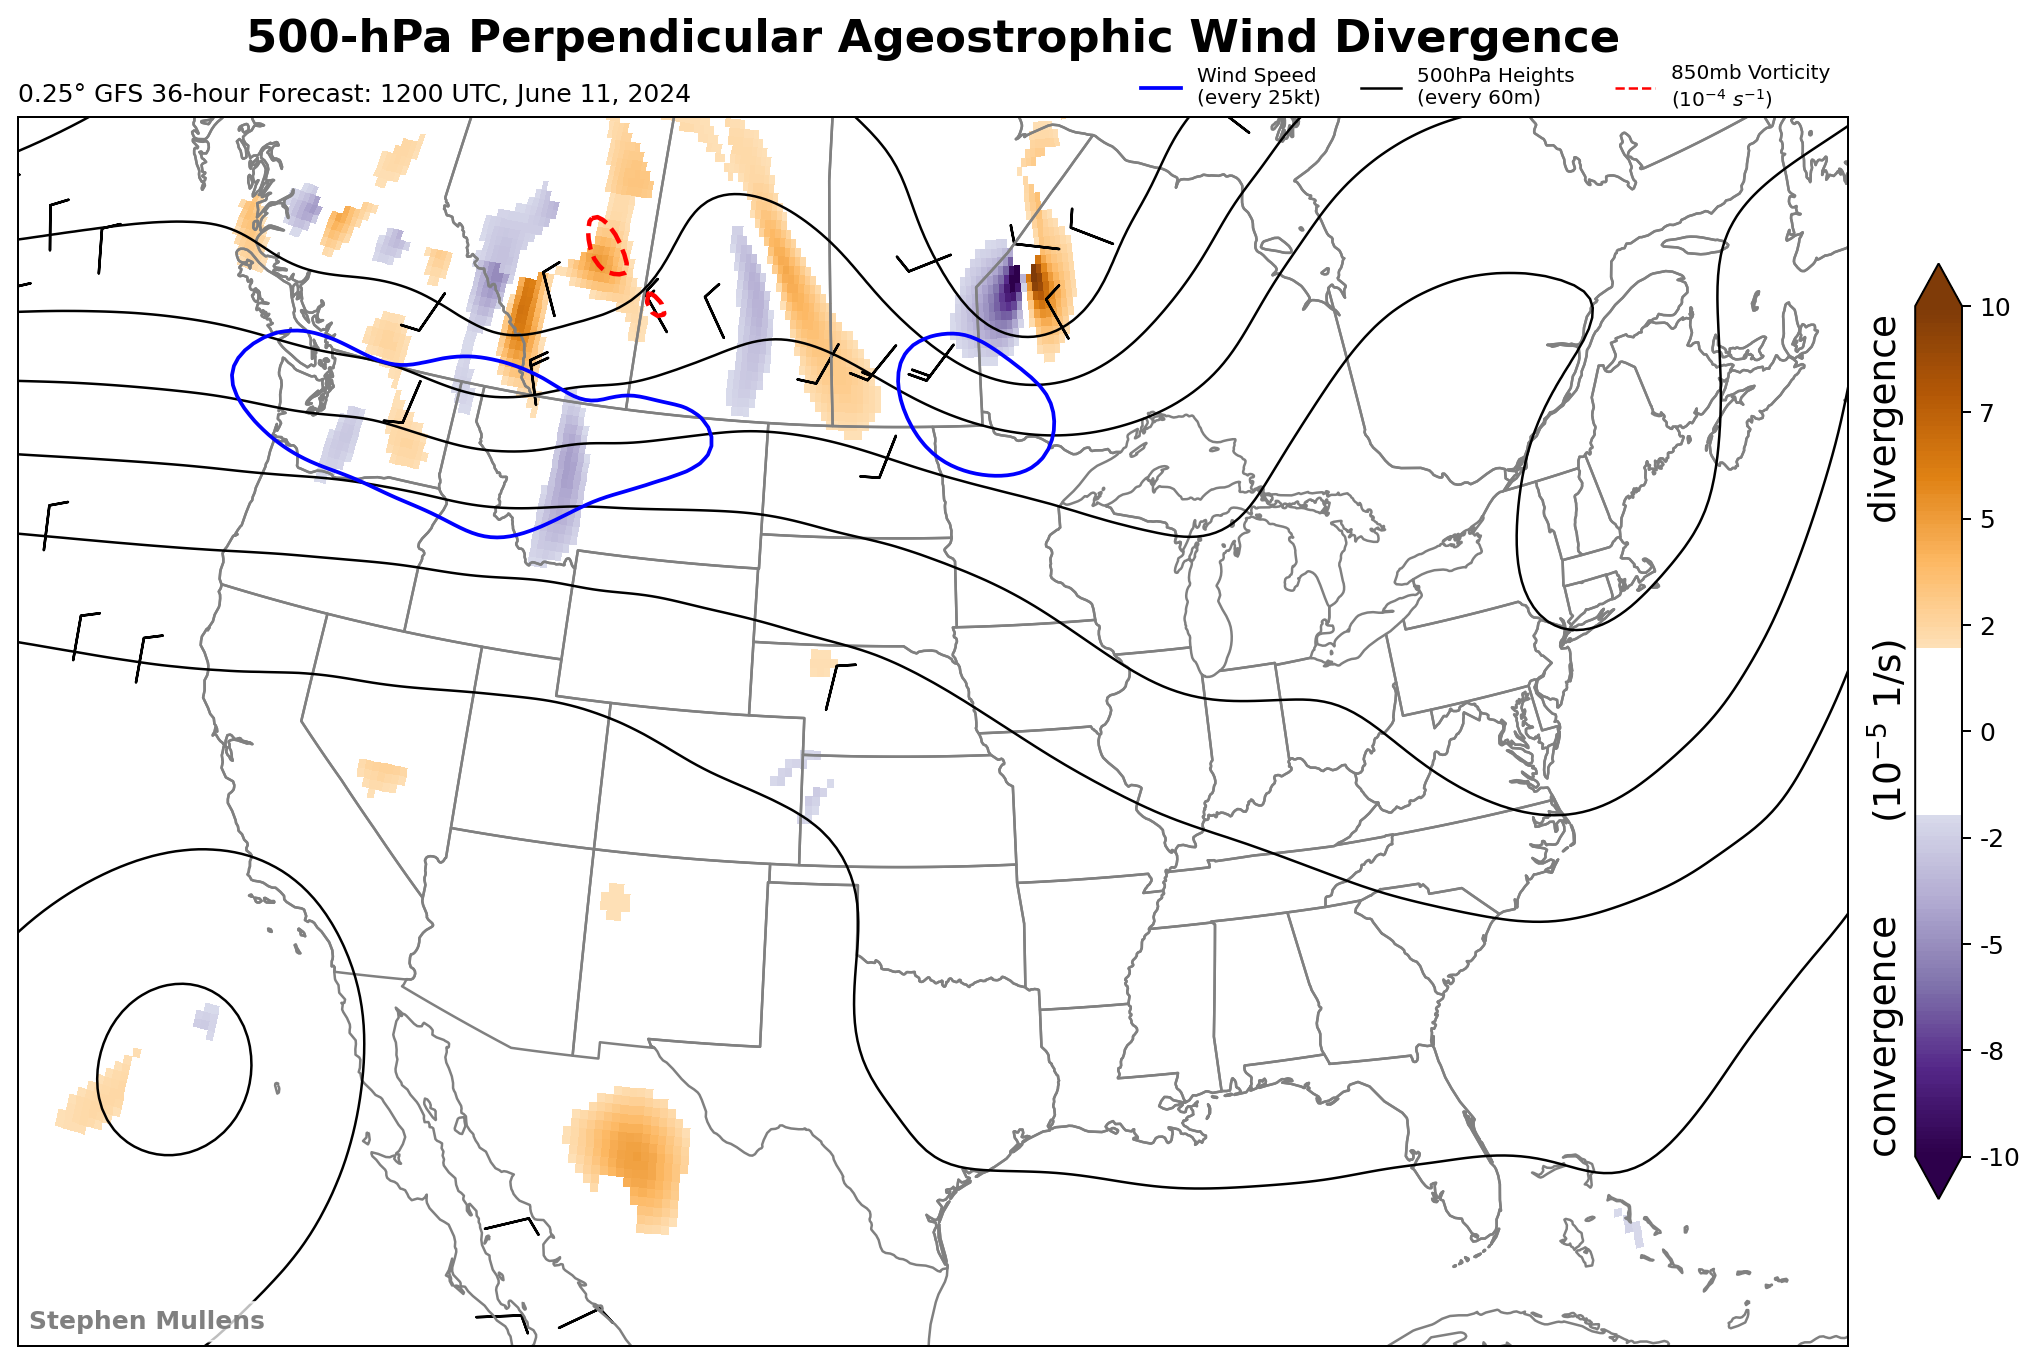 500-hPa Perpendicular Ageostrophic Wind Divergence
0.25° GFS 36-hour Forecast: 1200 UTC, June 11, 2024
Wind Speed
(every 25kt)
500hPa Heights
(every 60m)
850mb Vorticity
(10⁻⁴ s⁻¹)
10
7
5
2
0
-2
-5
-8
-10
convergence (10⁻⁵ 1/s) divergence
Stephen Mullens